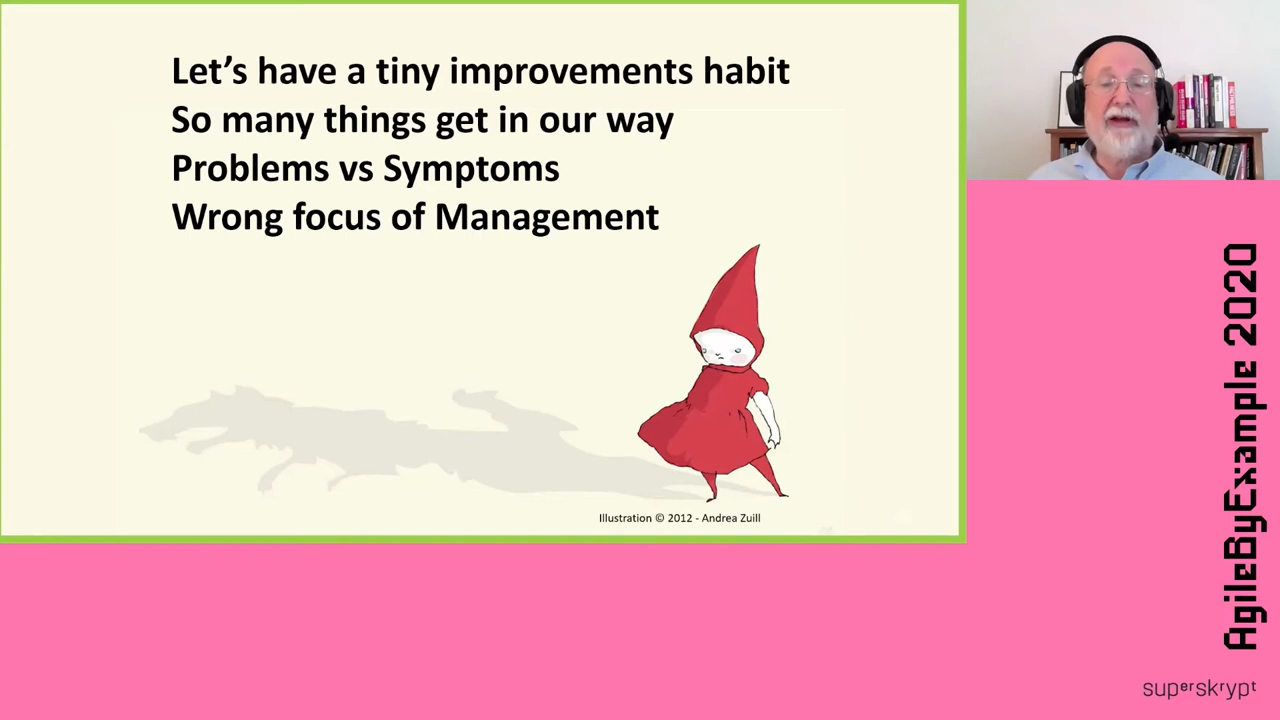 Let’s have a tiny improvements habit
So many things get in our way
Problems vs Symptoms
Wrong focus of Management
Illustration © 2012 - Andrea Zuill
AgileByExample 2020
superskrypt